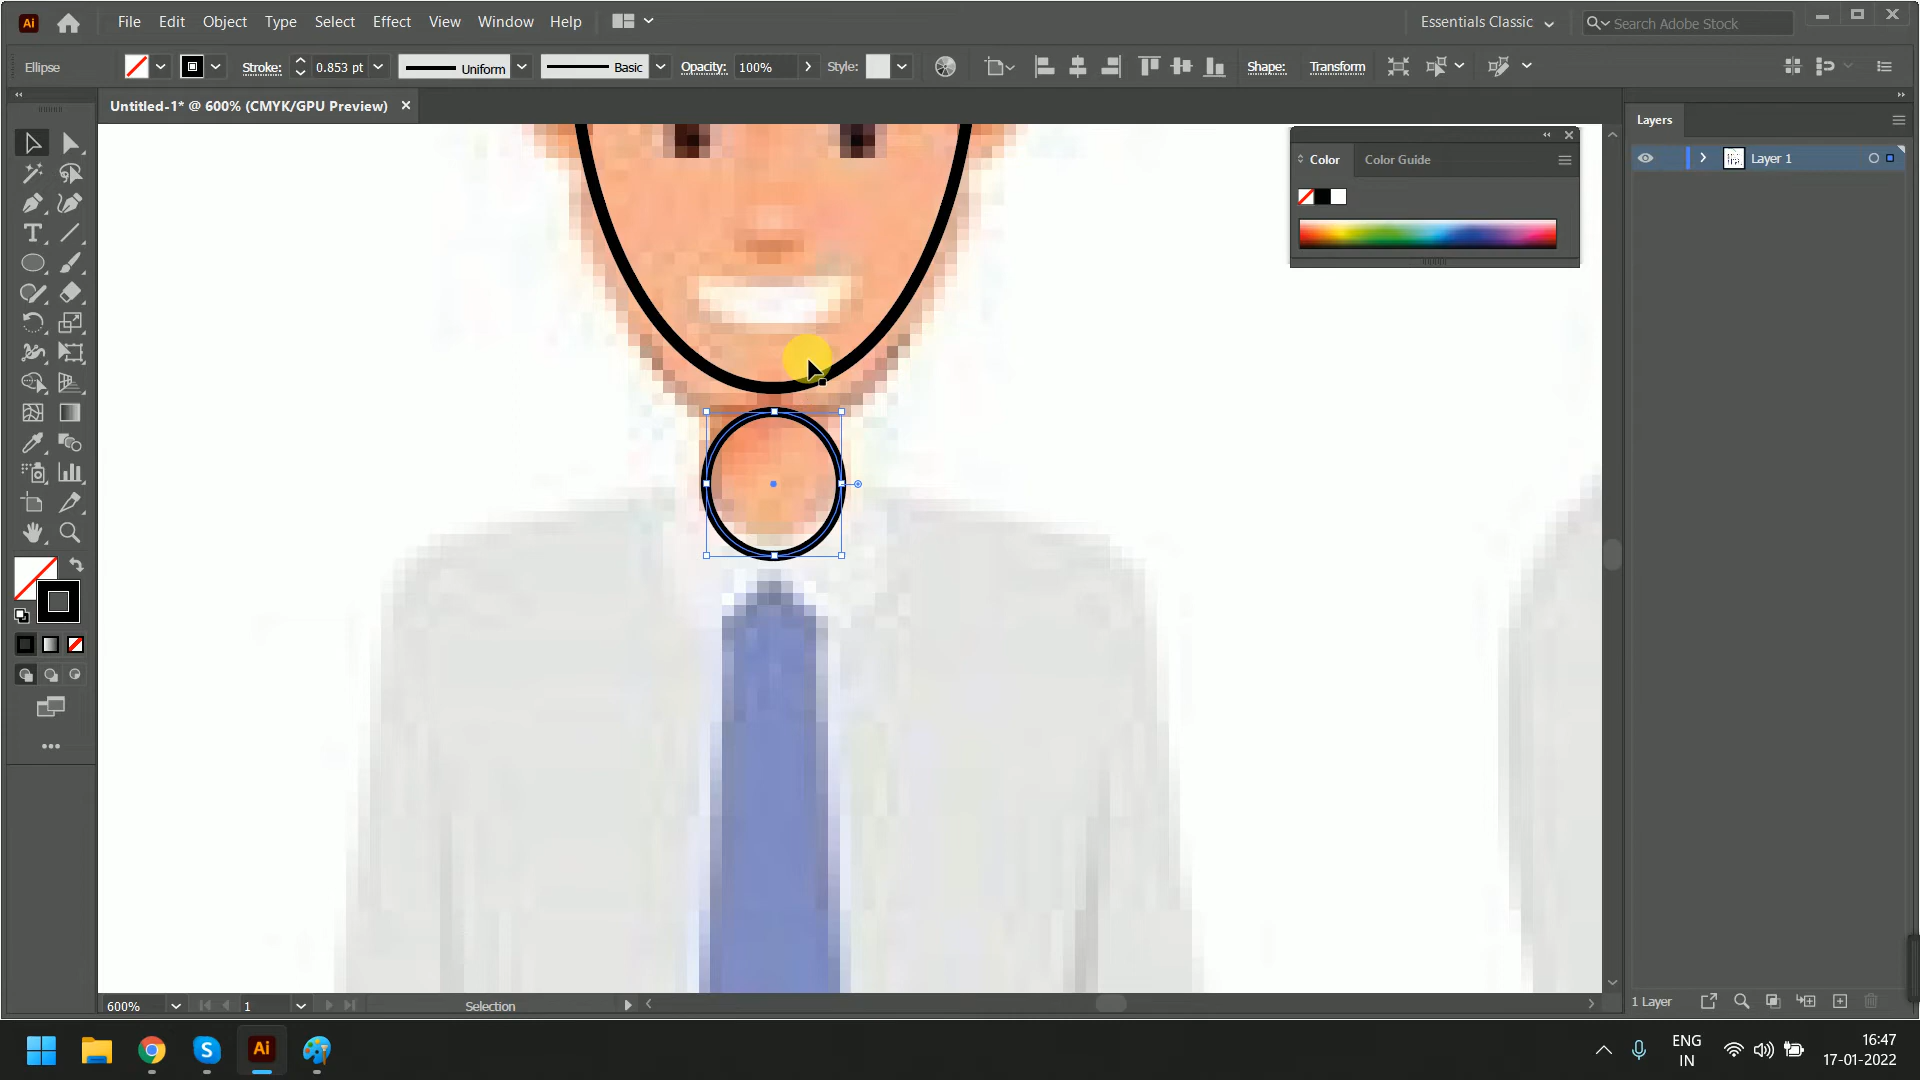 Ai File Edit Object Type Select Effect View Window Help Essentials Classic Search Adobe Stock
Ellipse Stroke: 0.853 pt Uniform Basic Opacity: 100% Style: Shape: Transform
Untitled-1* @ 600% (CMYK/GPU Preview)
Layers
Color Color Guide
Layer 1
600% 1 Selection
1 Layer
Ai
ENG
IN
16:47
17-01-2022